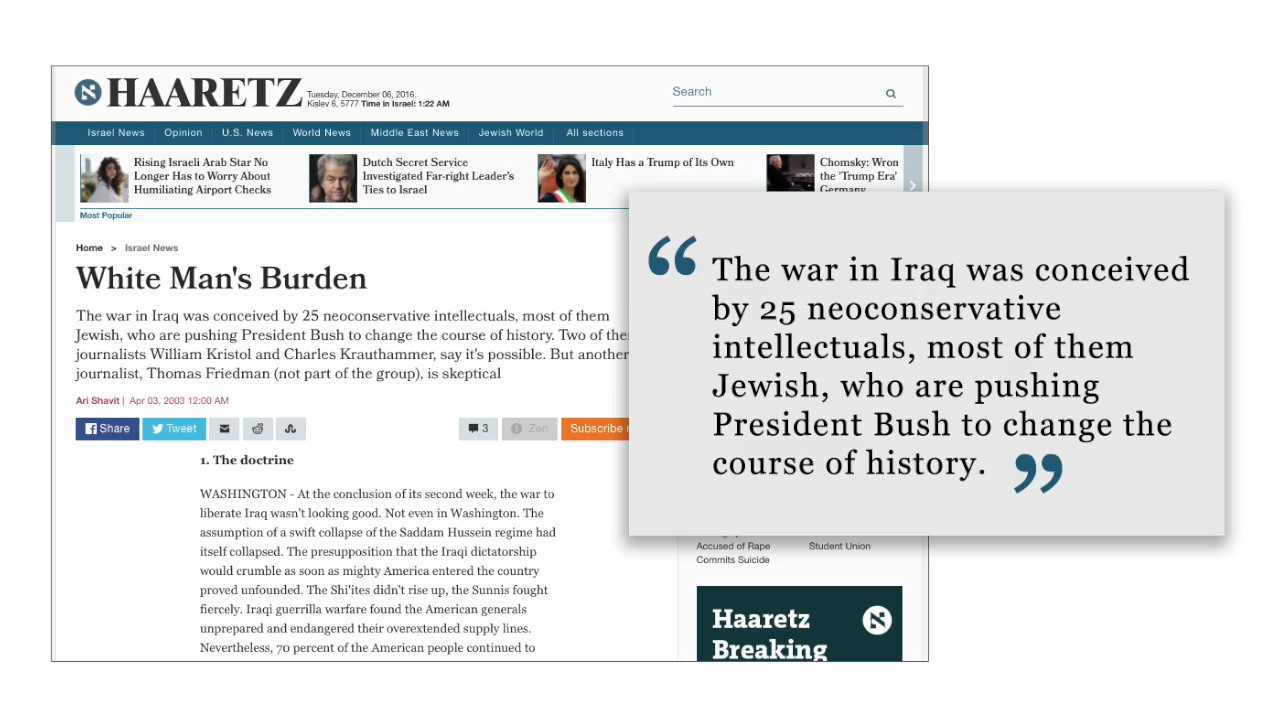 HAARETZ
Tuesday, December 06, 2016.
Kislev 6, 5777 Time in Israel: 1:22 AM
Search
Israel News
Opinion
U.S. News
World News
Middle East News
Jewish World
All sections
Rising Israeli Arab Star No
Longer Has to Worry About
Humiliating Airport Checks
Dutch Secret Service
Investigated Far-right Leader's
Ties to Israel
Italy Has a Trump of Its Own
Chomsky: Wron
the 'Trump Era'
Germany
Most Popular
Home > Israel News
White Man's Burden
The war in Iraq was conceived by 25 neoconservative intellectuals, most of them
Jewish, who are pushing President Bush to change the course of history. Two of the
journalists William Kristol and Charles Krauthammer, say it's possible. But another
journalist, Thomas Friedman (not part of the group), is skeptical
Ari Shavit | Apr 03, 2003 12:00 AM
Share
Tweet
3
Zen
Subscribe
1. The doctrine
WASHINGTON - At the conclusion of its second week, the war to
liberate Iraq wasn't looking good. Not even in Washington. The
assumption of a swift collapse of the Saddam Hussein regime had
itself collapsed. The presupposition that the Iraqi dictatorship
would crumble as soon as mighty America entered the country
proved unfounded. The Shi'ites didn't rise up, the Sunnis fought
fiercely. Iraqi guerrilla warfare found the American generals
unprepared and endangered their overextended supply lines.
Nevertheless, 70 percent of the American people continued to
“The war in Iraq was conceived
by 25 neoconservative
intellectuals, most of them
Jewish, who are pushing
President Bush to change the
course of history.”
Accused of Rape
Commits Suicide
Student Union
Haaretz
Breaking